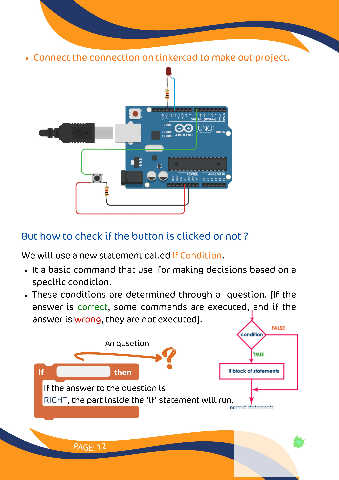 • Connect the connection on tinkercad to make out project.
UNO
But how to check if the button is clicked or not ?
We will use a new statement called If Condition.
• It a basic command that use for making decisions based on a
specific condition.
• These conditions are determined through a question. [If the
answer is correct, some commands are executed, and if the
answer is wrong, they are not executed].
condition
FALSE
TRUE
If block of statements
An qusetion
If then
If the answer to the question is
RIGHT, the part inside the "if" statement will run.
PAGE 12